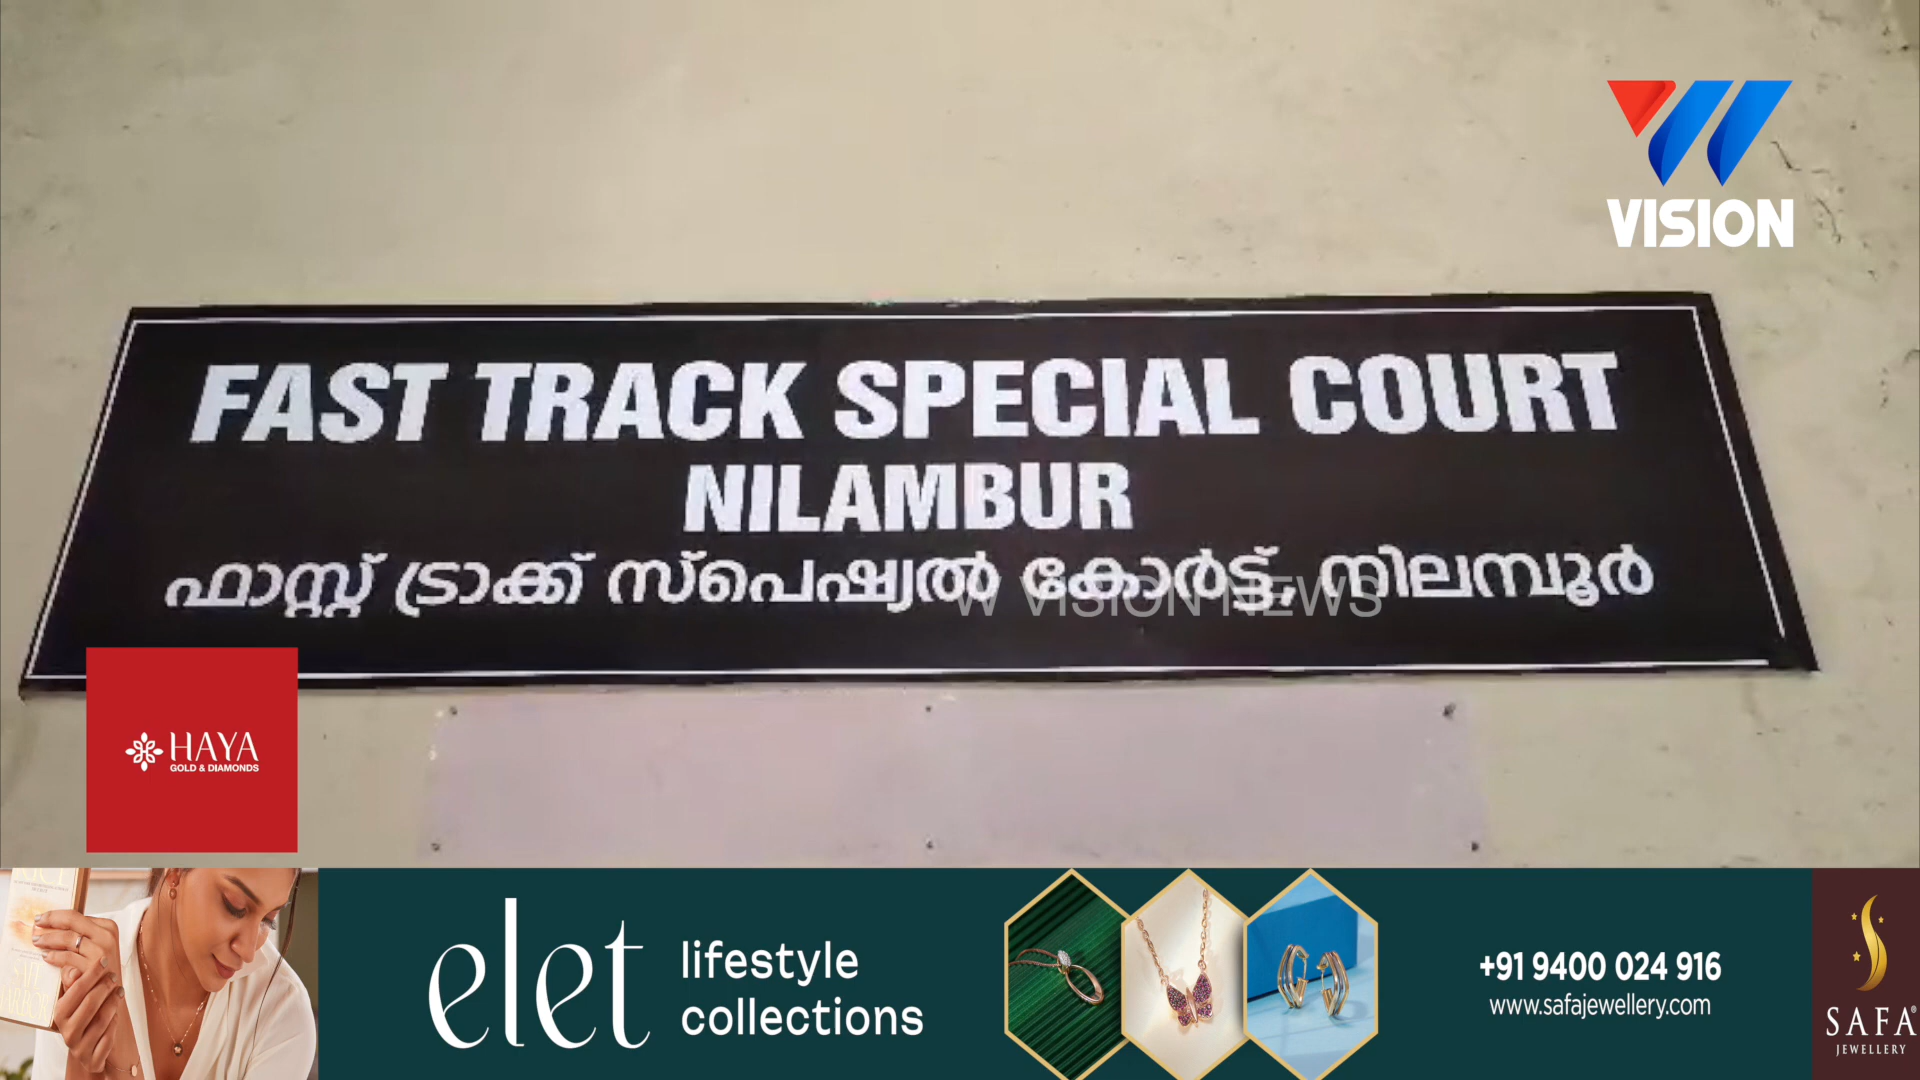 VISION
FAST TRACK SPECIAL COURT
NILAMBUR
ഫാസ്റ്റ് ട്രാക്ക് സ്പെഷ്യൽ കോർട്ട്, നിലമ്പൂർ
W VISION NEWS
HAYA
GOLD & DIAMONDS
elet
lifestyle
collections
+91 9400 024 916
www.safajewellery.com
SAFA®
JEWELLERY